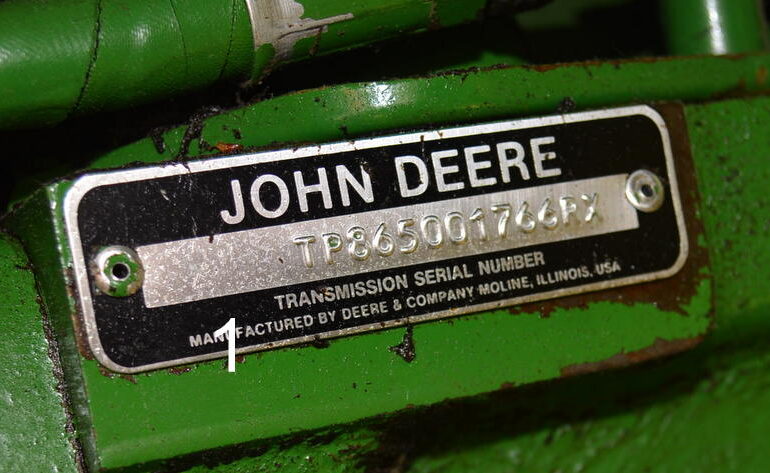 JOHN DEERE
TP865001766RX
TRANSMISSION SERIAL NUMBER
MANUFACTURED BY DEERE & COMPANY MOLINE, ILLINOIS, USA
1